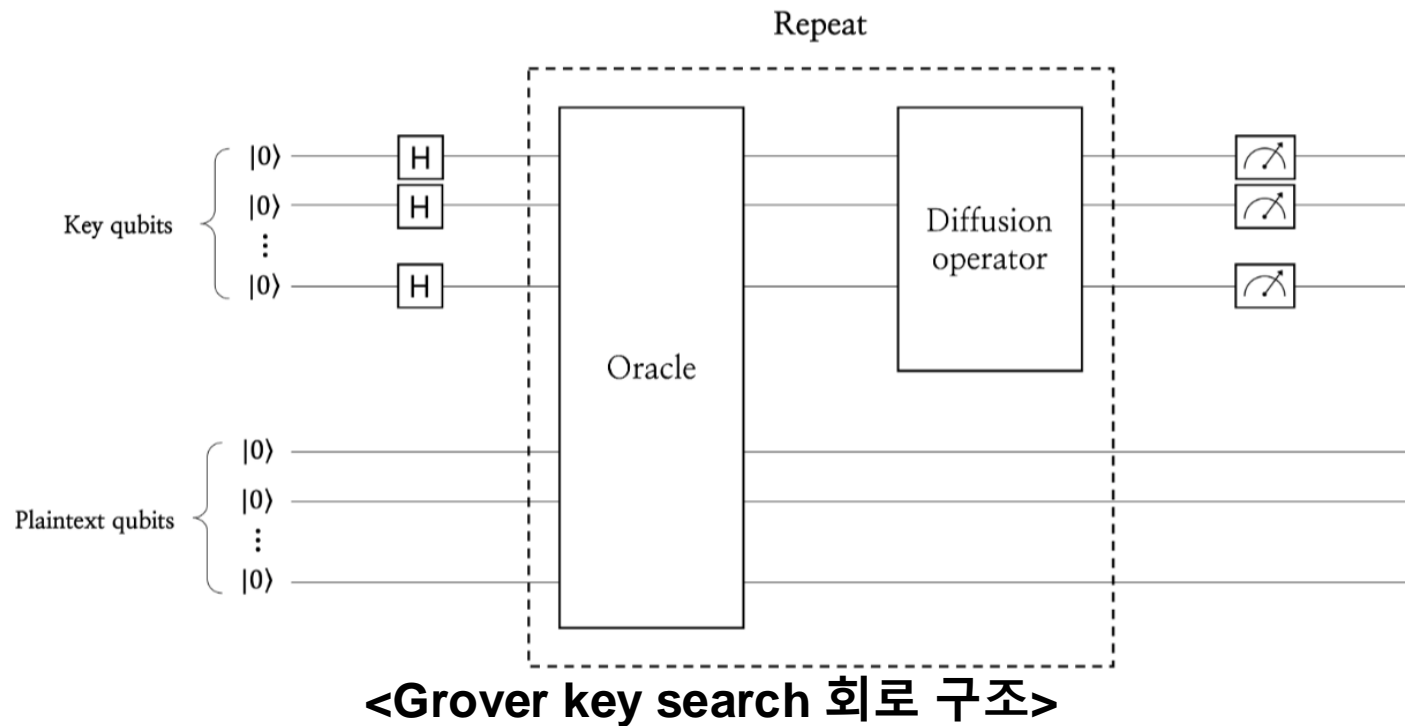 Repeat
Key qubits
|0⟩ H
|0⟩ H
⋮
|0⟩ H
Diffusion
operator
Oracle
Plaintext qubits
|0⟩
|0⟩
⋮
|0⟩
<Grover key search 회로 구조>